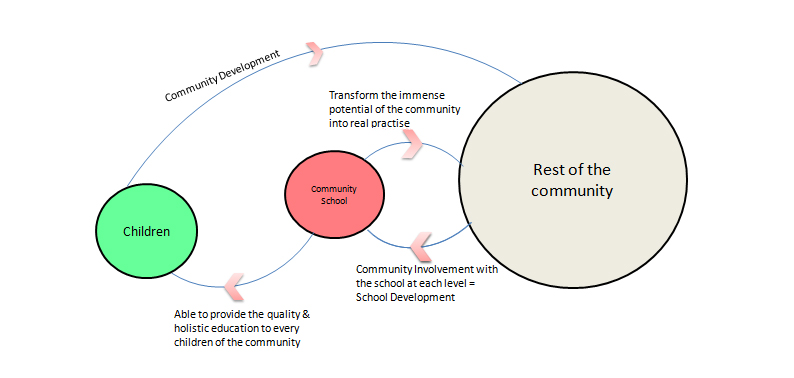 Community Development
Transform the immense
potential of the community
into real practise
Rest of the
community
Community
School
Children
Community Involvement with
the school at each level =
School Development
Able to provide the quality &
holistic education to every
children of the community